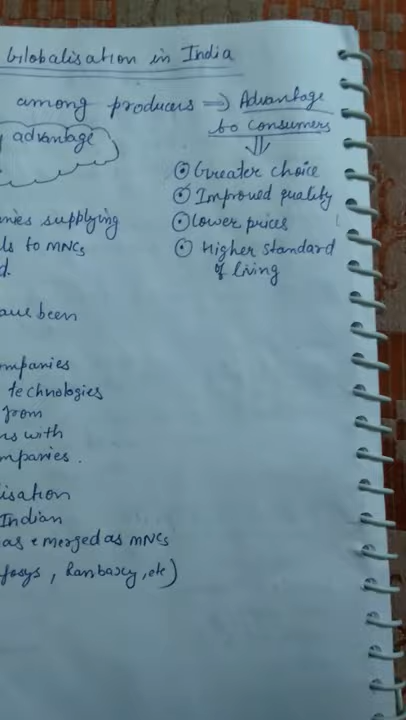 Globalisation in India
among producers => Advantage
to consumers
advantage
Greater choice
Improved quality
Lower prices
Higher standard
of living
nies supplying
ls to MNCs
d.
ave been
mpanies
technologies
from
ns with
mpanies.
isation
Indian
as emerged as MNCs
fosys, Ranbaxy, etc)